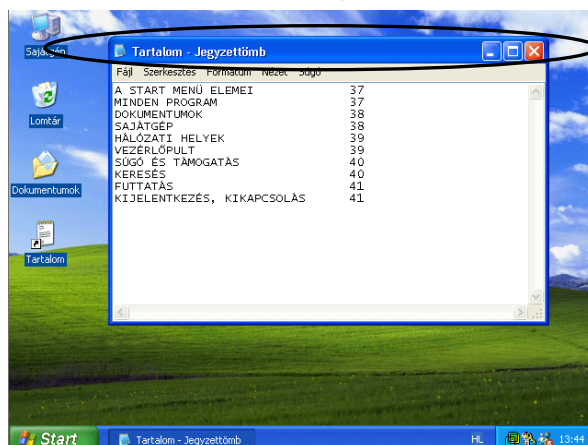 Sajátgép
Lomtár
Dokumentumok
Tartalom
Tartalom - Jegyzettömb
Fájl Szerkesztés Formátum Nézet Súgó
A START MENÜ ELEMEI 37
MINDEN PROGRAM 37
DOKUMENTUMOK 38
SAJÁTGÉP 38
HÁLÓZATI HELYEK 39
VEZÉRLŐPULT 39
SÚGÓ ÉS TÁMOGATÁS 40
KERESÉS 40
FUTTATÁS 41
KIJELENTKEZÉS, KIKAPCSOLÁS 41
Start Tartalom - Jegyzettömb HL 13:44